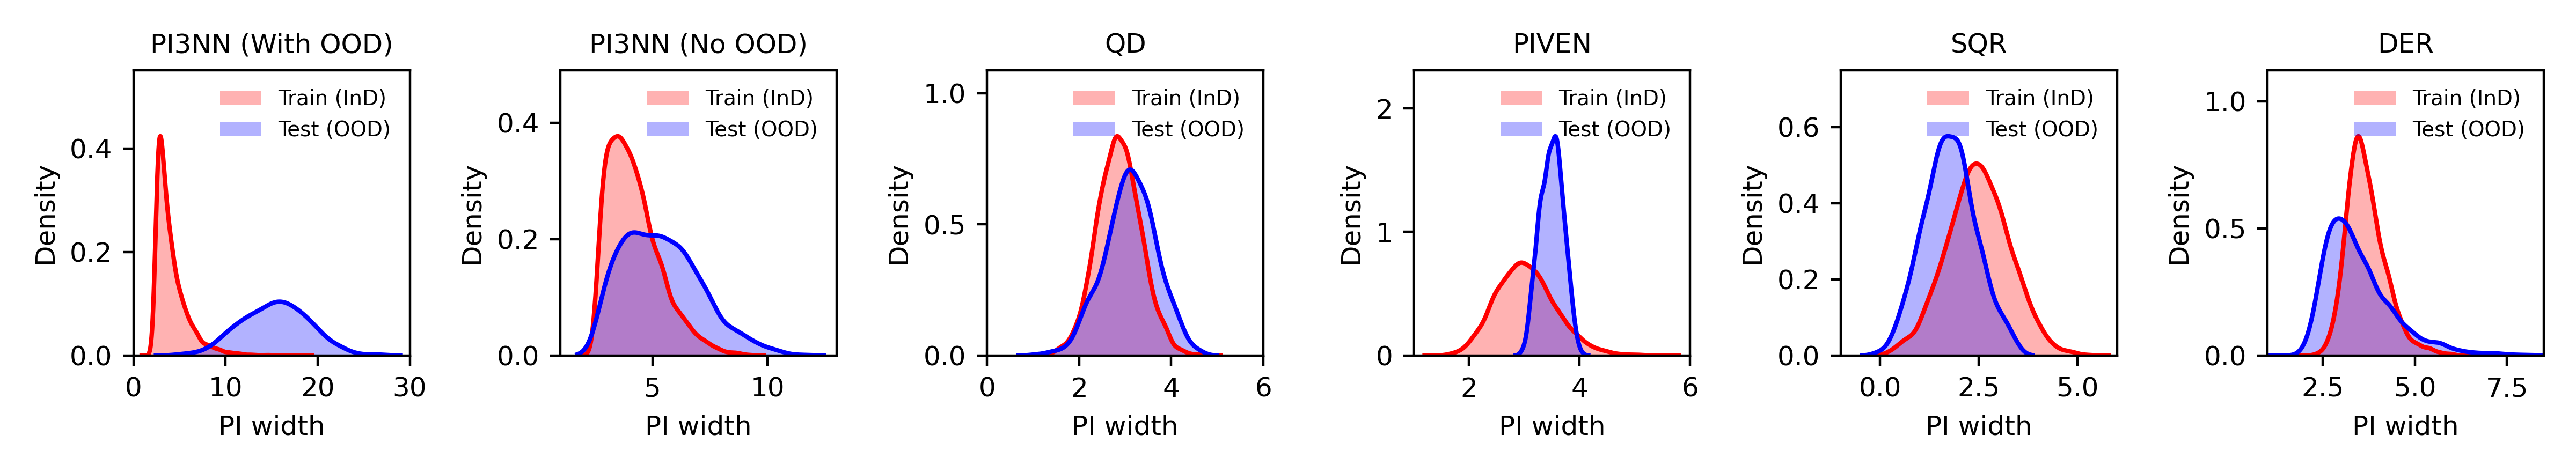 PI3NN (With OOD)
Train (InD)
Test (OOD)
0.4
0.2
0.0
Density
0 10 20 30
PI width
PI3NN (No OOD)
Train (InD)
Test (OOD)
0.4
0.2
0.0
Density
5 10
PI width
QD
Train (InD)
Test (OOD)
1.0
0.5
0.0
Density
0 2 4 6
PI width
PIVEN
Train (InD)
Test (OOD)
2
1
0
Density
2 4 6
PI width
SQR
Train (InD)
Test (OOD)
0.6
0.4
0.2
0.0
Density
0.0 2.5 5.0
PI width
DER
Train (InD)
Test (OOD)
1.0
0.5
0.0
Density
2.5 5.0 7.5
PI width